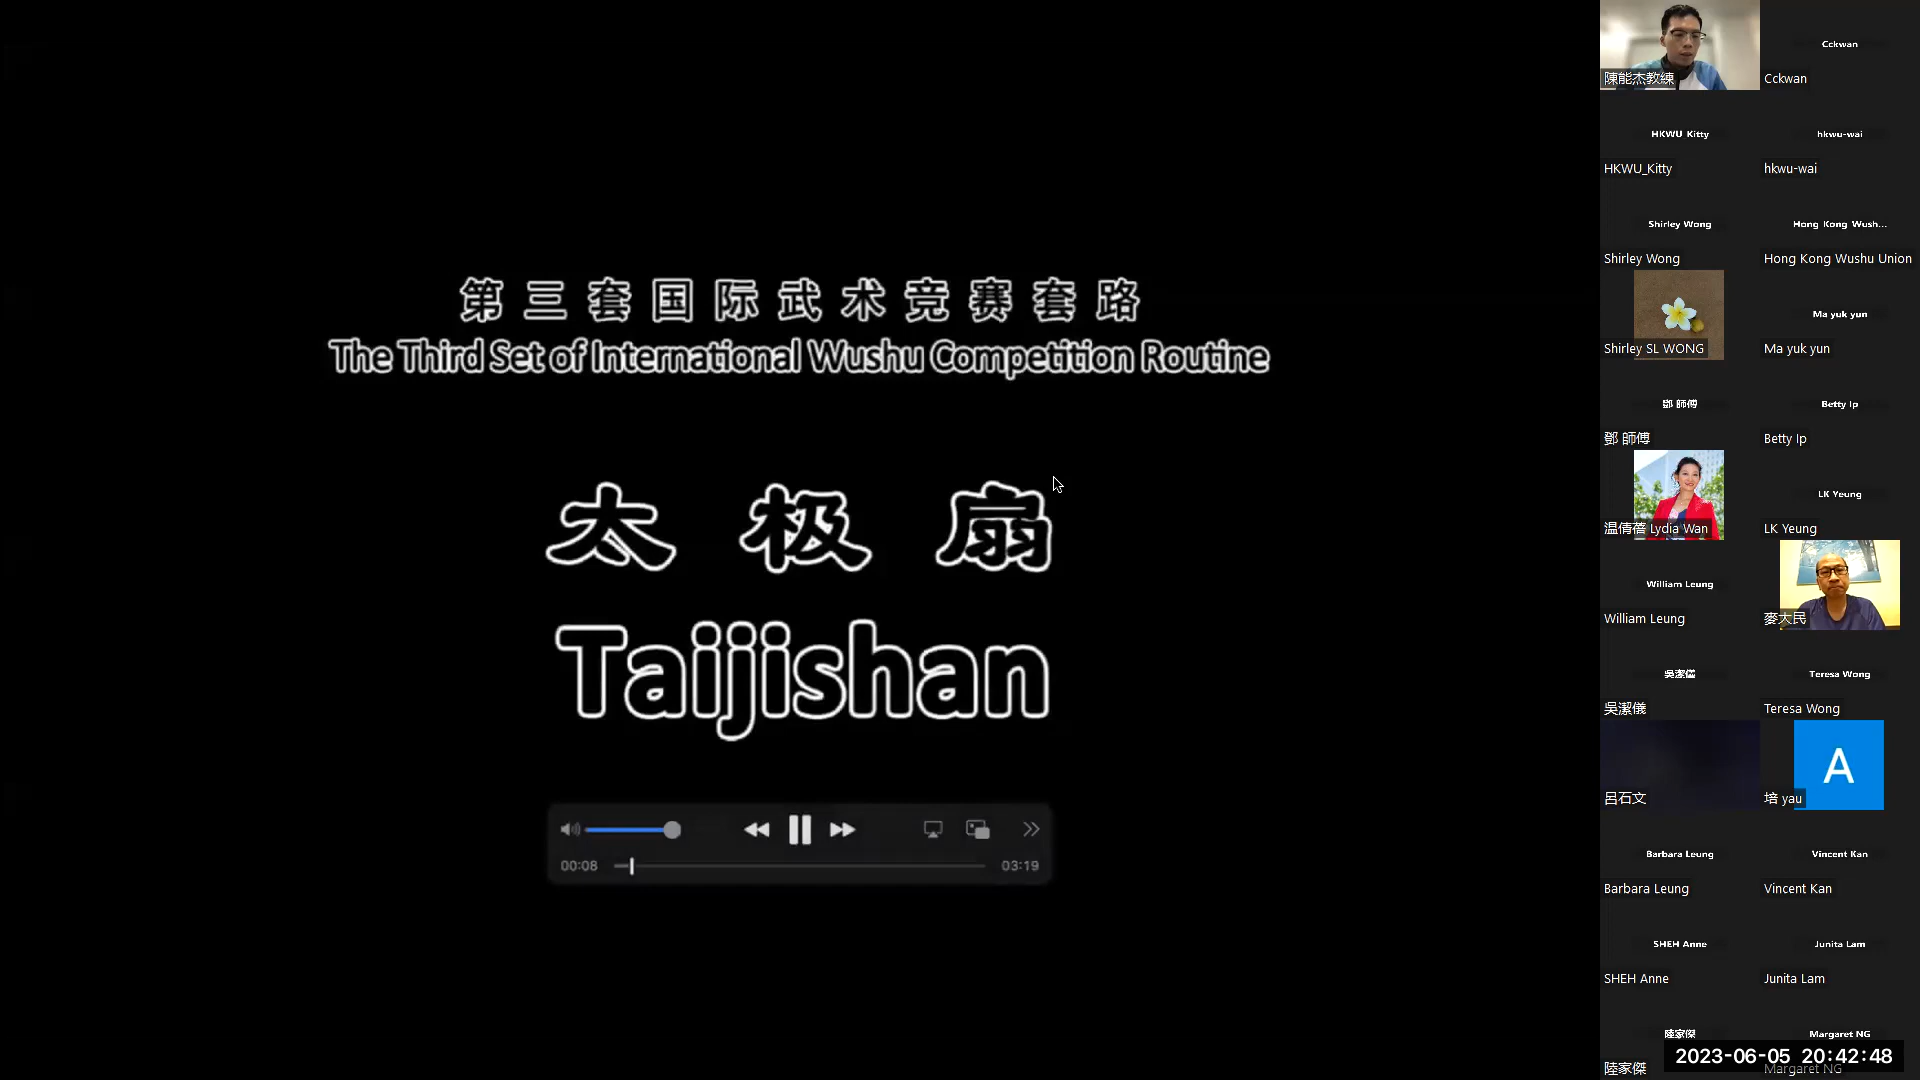 第三套国际武术竞赛套路
The Third Set of International Wushu Competition Routine
太极扇
Taijishan
00:08
03:19
陳能杰教練
Cckwan
Cckwan
HKWU_Kitty
HKWU_Kitty
hkwu-wai
hkwu-wai
Shirley Wong
Shirley Wong
Hong Kong Wush...
Hong Kong Wushu Union
Shirley SL WONG
Ma yuk yun
Ma yuk yun
鄧 師傅
鄧 師傅
Betty Ip
Betty Ip
温倩蓓 Lydia Wan
LK Yeung
LK Yeung
William Leung
William Leung
麥大民
吳潔儀
吳潔儀
Teresa Wong
Teresa Wong
呂石文
A
培 yau
Barbara Leung
Barbara Leung
Vincent Kan
Vincent Kan
SHEH Anne
SHEH Anne
Junita Lam
Junita Lam
陸家傑
陸家傑
Margaret NG
Margaret NG
2023-06-05 20:42:48